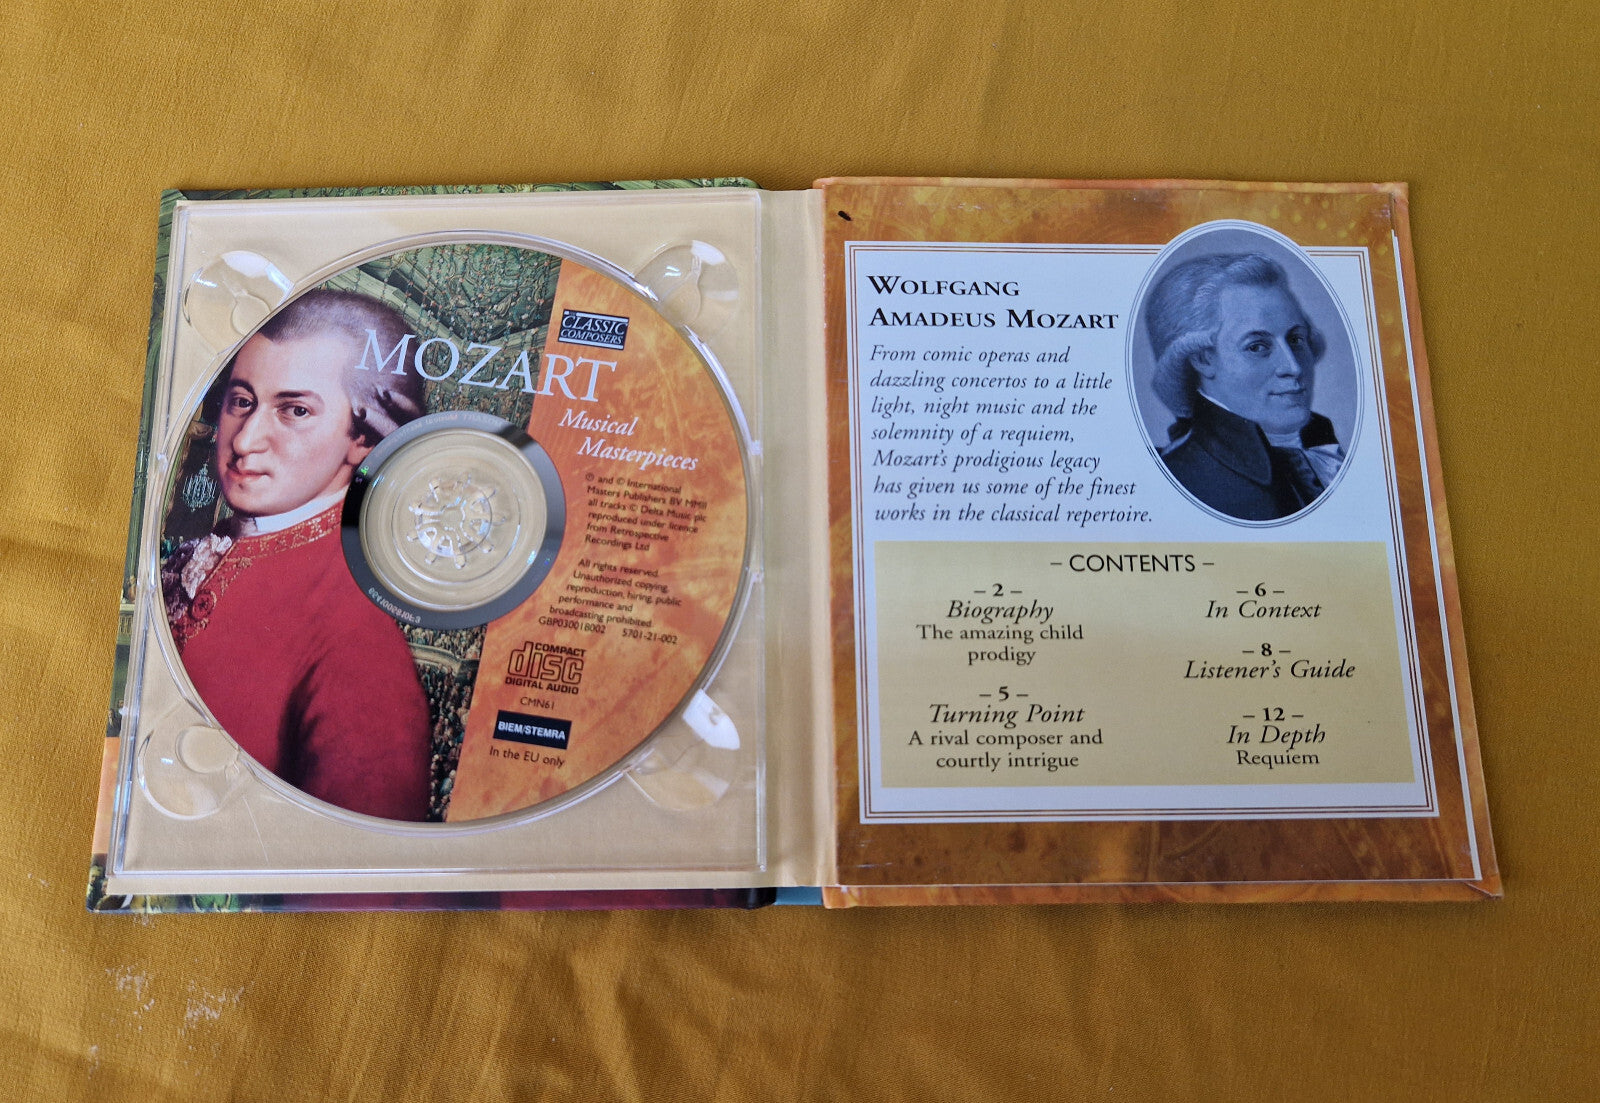 CLASSIC
COMPOSERS
MOZART
Musical
Masterpieces
℗ and © International
Masters Publishers BV MMII
all tracks © Delta Music plc
reproduced under licence
from Retrospective
Recordings Ltd
All rights reserved.
Unauthorized copying,
reproduction, hiring, public
performance and
broadcasting prohibited.
GBP03001B002 5701-21-002
COMPACT
disc
DIGITAL AUDIO
CMN61
BIEM/STEMRA
In the EU only
WOLFGANG
AMADEUS MOZART
From comic operas and
dazzling concertos to a little
light, night music and the
solemnity of a requiem,
Mozart's prodigious legacy
has given us some of the finest
works in the classical repertoire.
– CONTENTS –
– 2 –
Biography
The amazing child
prodigy
– 5 –
Turning Point
A rival composer and
courtly intrigue
– 6 –
In Context
– 8 –
Listener's Guide
– 12 –
In Depth
Requiem